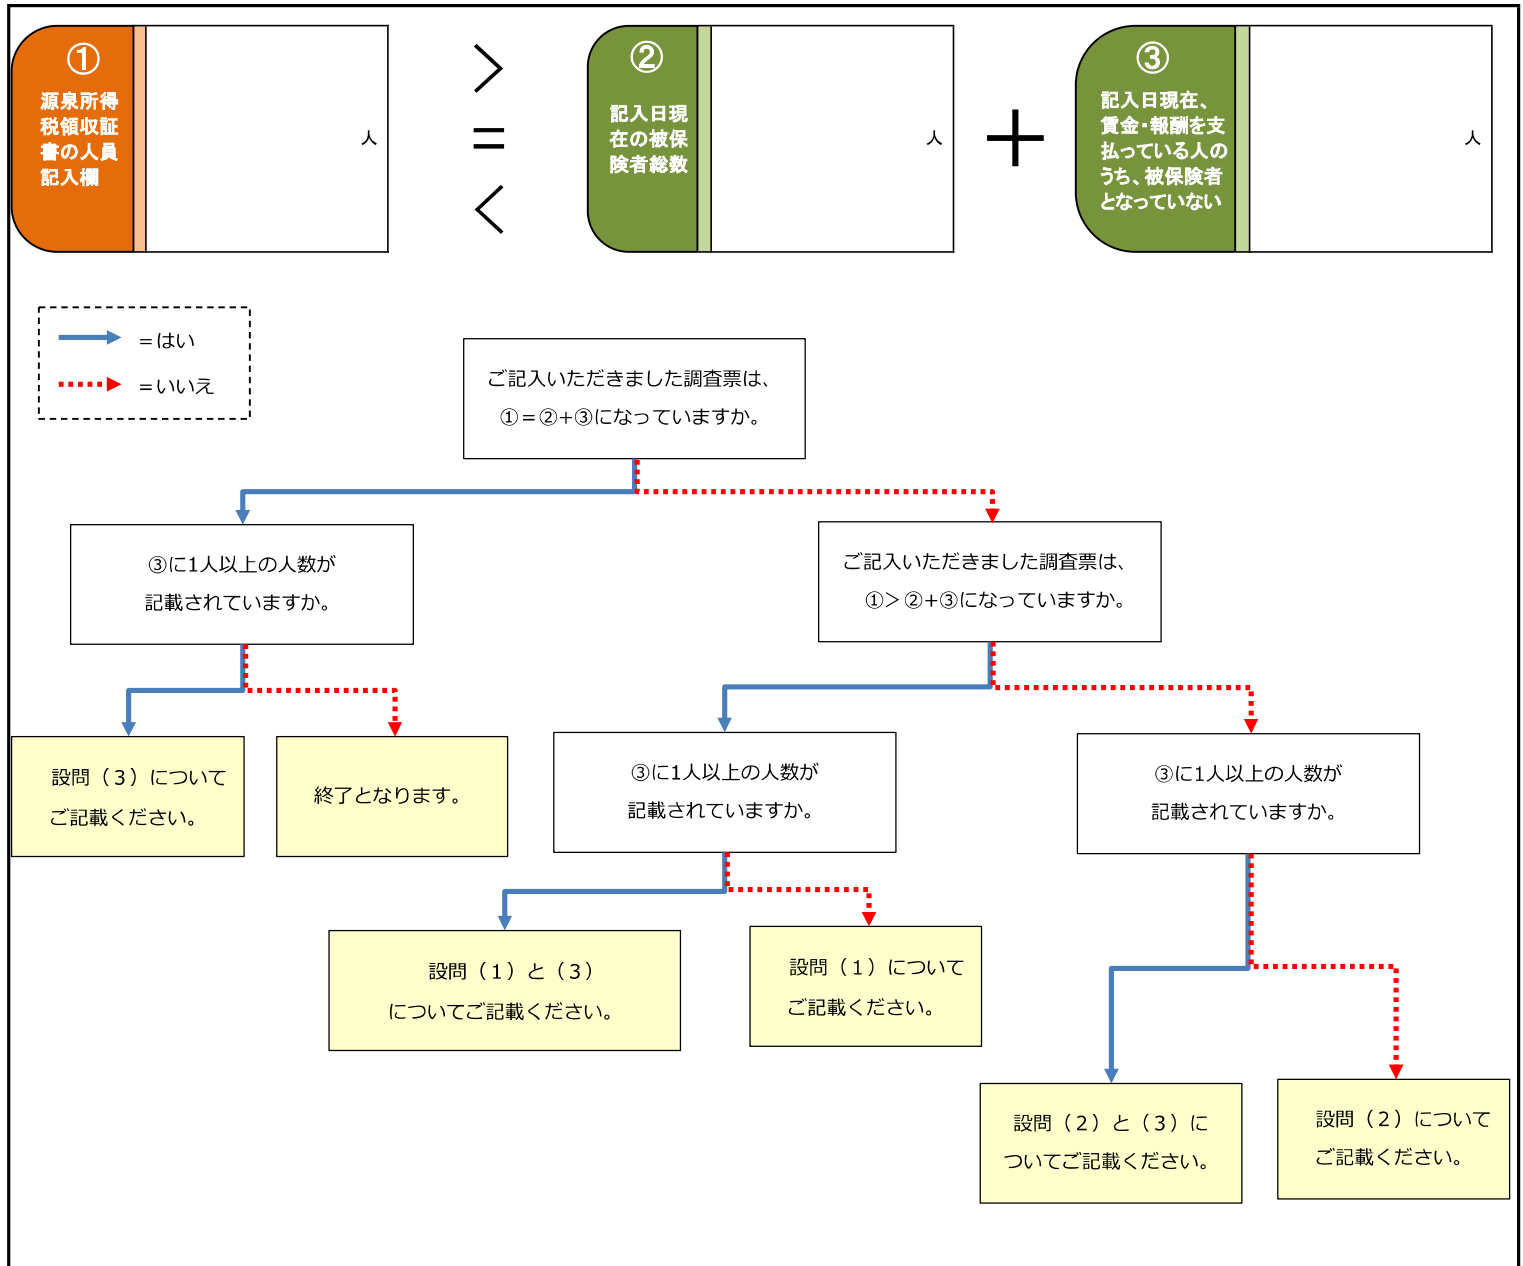 ①
源泉所得
税領収証
書の人員
記入欄
人
＞
＝
＜
②
記入日現
在の被保
険者総数
人
＋
③
記入日現在、
賃金・報酬を支
払っている人の
うち、被保険者
となっていない
人
＝はい
＝いいえ
ご記入いただきました調査票は、
①＝②+③になっていますか。
③に1人以上の人数が
記載されていますか。
ご記入いただきました調査票は、
①＞②+③になっていますか。
設問（３）について
ご記載ください。
終了となります。
③に1人以上の人数が
記載されていますか。
③に1人以上の人数が
記載されていますか。
設問（１）と（３）
についてご記載ください。
設問（１）について
ご記載ください。
設問（２）と（３）に
ついてご記載ください。
設問（２）について
ご記載ください。